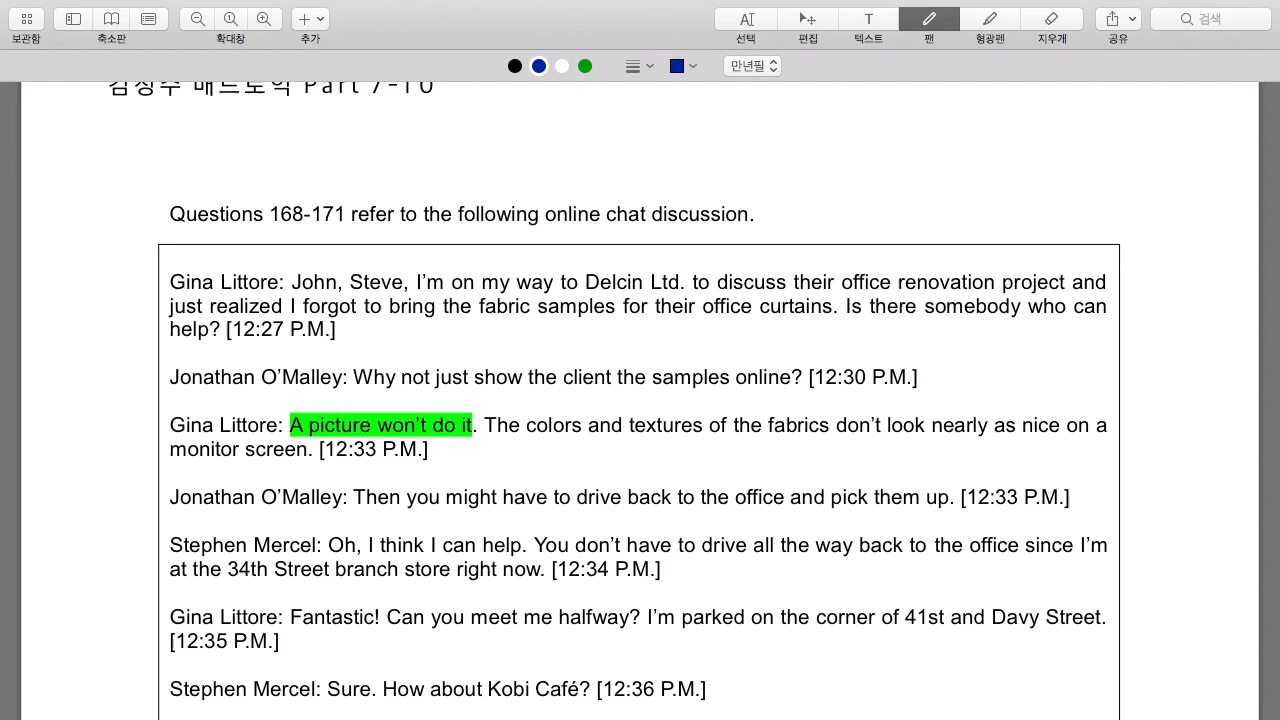 보관함
축소판
확대창
추가
선택
편집
텍스트
펜
형광펜
지우개
공유
검색
만년필
Part 7-10
Questions 168-171 refer to the following online chat discussion.
Gina Littore: John, Steve, I’m on my way to Delcin Ltd. to discuss their office renovation project and
just realized I forgot to bring the fabric samples for their office curtains. Is there somebody who can
help? [12:27 P.M.]
Jonathan O’Malley: Why not just show the client the samples online? [12:30 P.M.]
Gina Littore: A picture won’t do it. The colors and textures of the fabrics don’t look nearly as nice on a
monitor screen. [12:33 P.M.]
Jonathan O’Malley: Then you might have to drive back to the office and pick them up. [12:33 P.M.]
Stephen Mercel: Oh, I think I can help. You don’t have to drive all the way back to the office since I’m
at the 34th Street branch store right now. [12:34 P.M.]
Gina Littore: Fantastic! Can you meet me halfway? I’m parked on the corner of 41st and Davy Street.
[12:35 P.M.]
Stephen Mercel: Sure. How about Kobi Café? [12:36 P.M.]